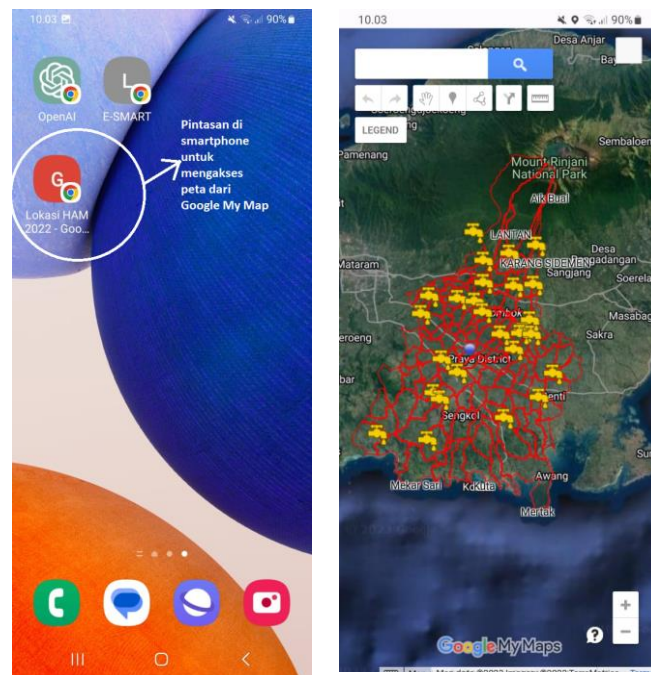 10.03
90%
OpenAI
E-SMART
Pintasan di
smartphone
untuk
mengakses
peta dari
Google My Map
G
L
Lokasi HAM
2022 - Goo...
10.03
90%
Desa Anjar
LEGEND
Pamenang
Sembaloen
Mount Rinjani
National Park
Aik Bual
LANTAN
Desa
KARANG SIDEMEN
Pengadangan
Sangjang
Mataram
Soerela
Masabag
Sakra
Praya District
Sengkol
Awang
Mekar Sari
Kuta
Mertak
Google My Maps
?
+
−